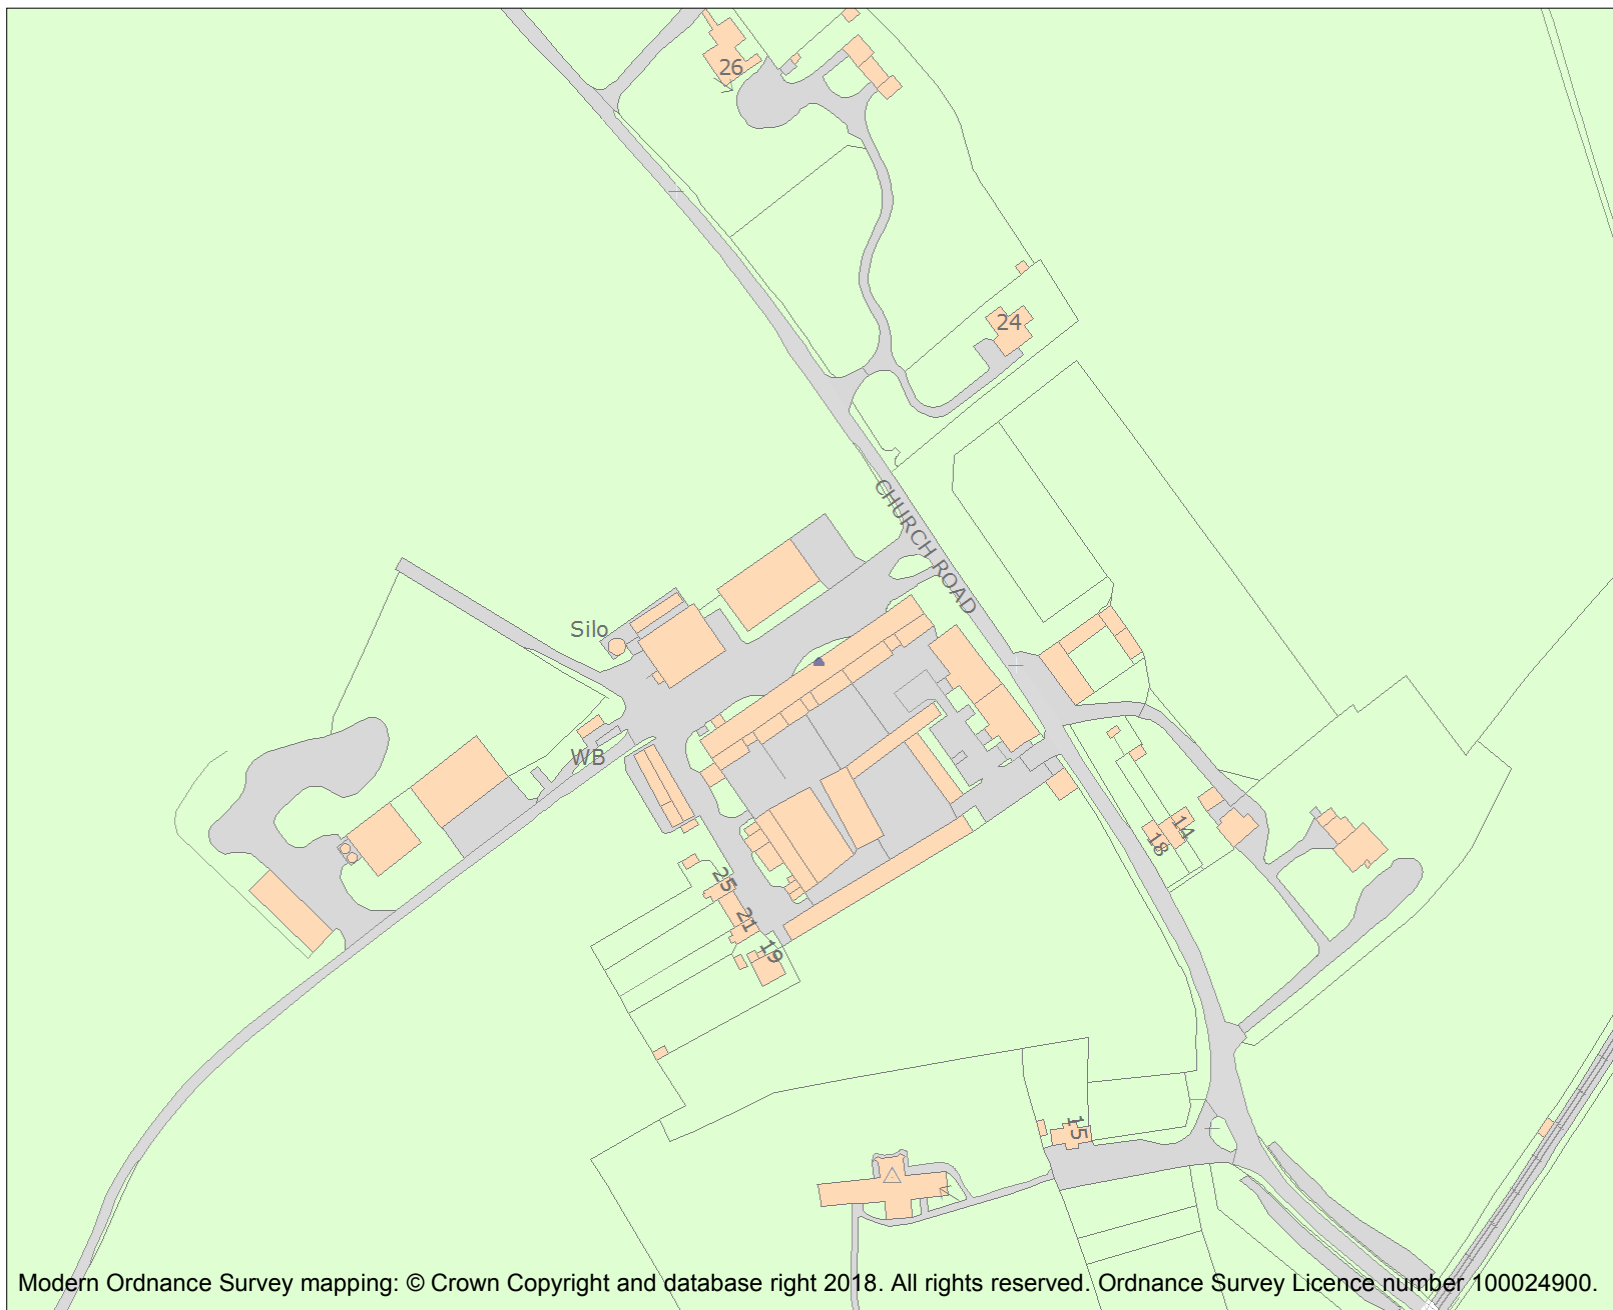 26
24
CHURCH ROAD
Silo
WB
14
18
25
21
19
15
Modern Ordnance Survey mapping: © Crown Copyright and database right 2018. All rights reserved. Ordnance Survey Licence number 100024900.